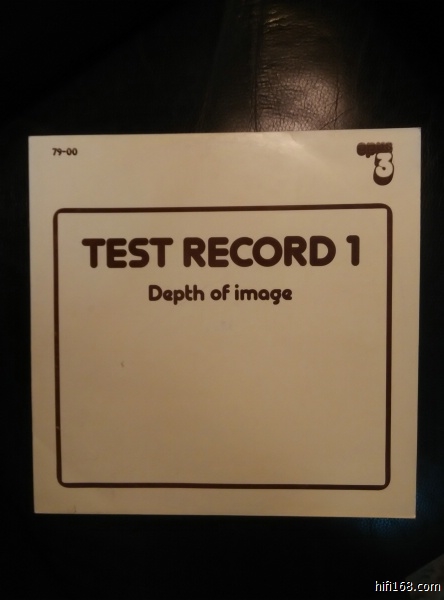 79-00
opus
3
TEST RECORD 1
Depth of image
hifi168.com